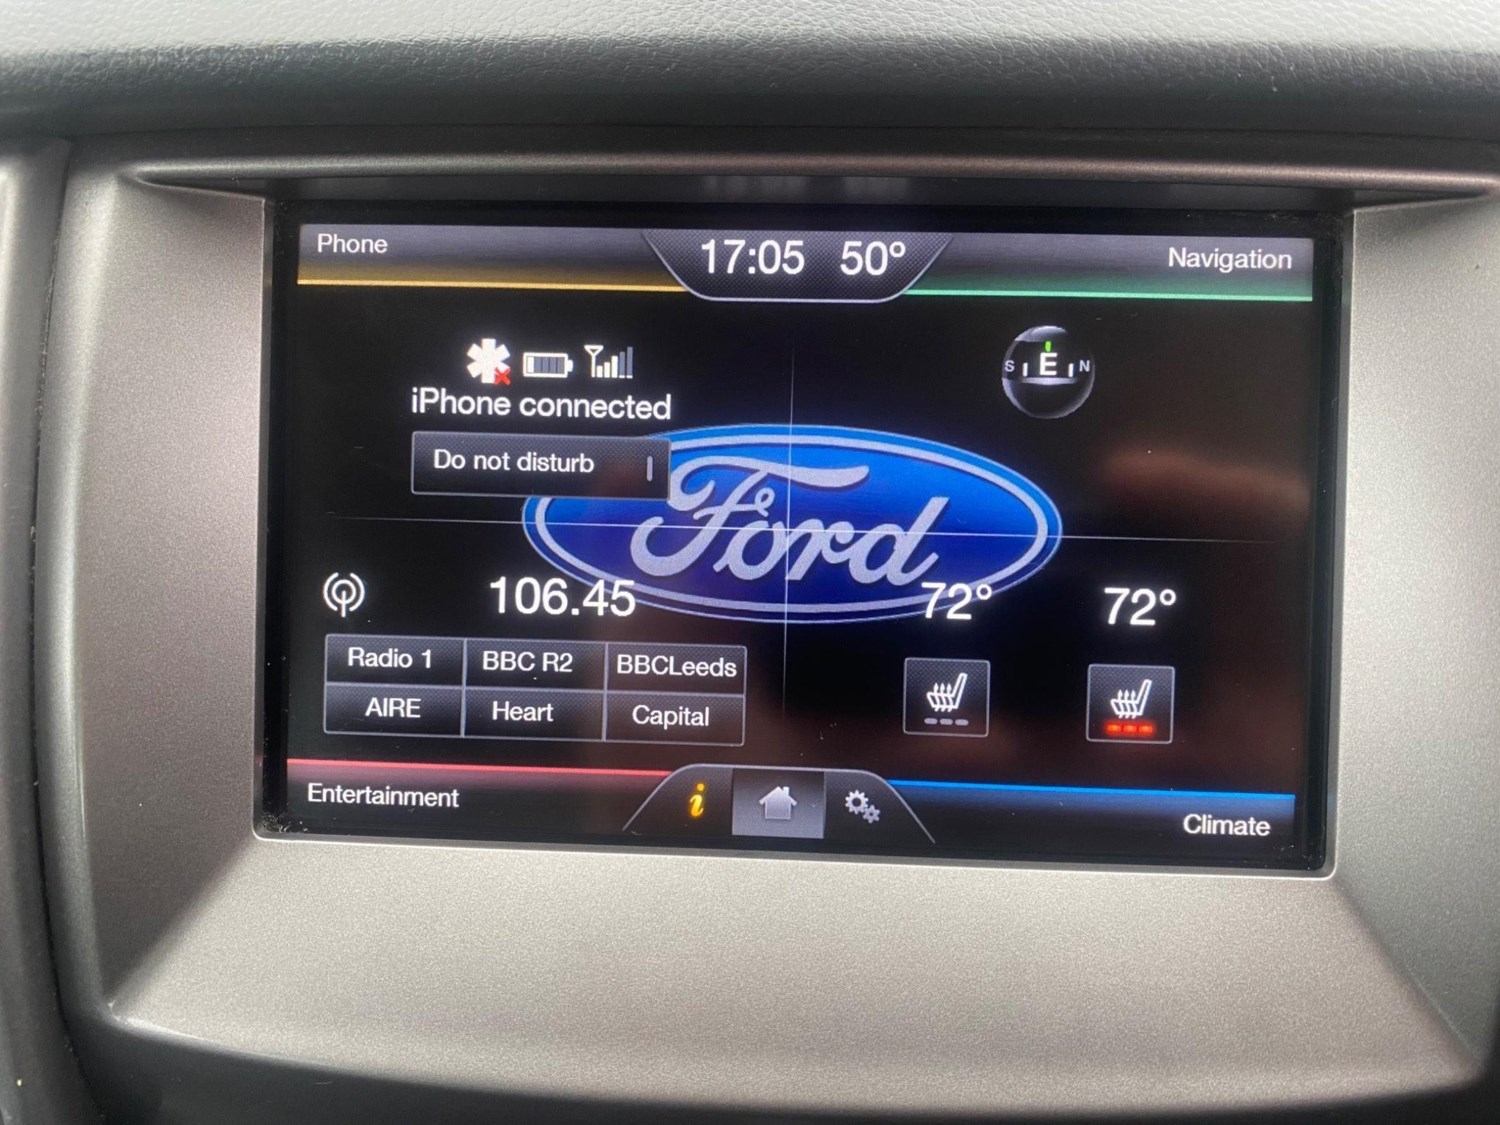 Phone
17:05 50°
Navigation
iPhone connected
Do not disturb
S E N
Ford
106.45
72° 72°
Radio 1 BBC R2 BBCLeeds
AIRE Heart Capital
Entertainment
i
Climate